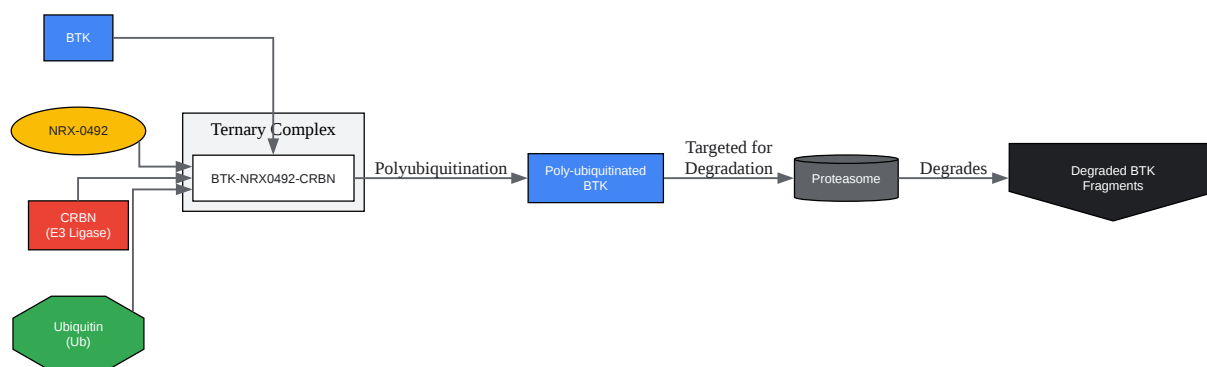 BTK
NRX-0492
Ternary Complex
BTK-NRX0492-CRBN
CRBN
(E3 Ligase)
Ubiquitin
(Ub)
Polyubiquitination
Poly-ubiquitinated
BTK
Targeted for
Degradation
Proteasome
Degrades
Degraded BTK
Fragments